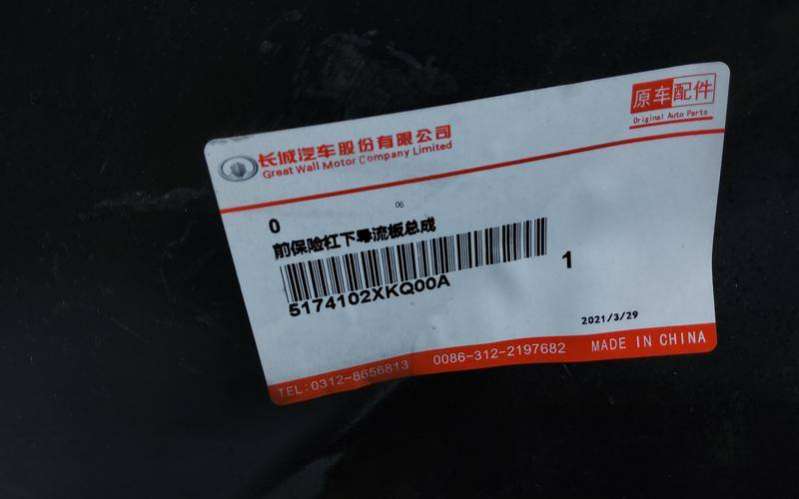 长城汽车股份有限公司
Great Wall Motor Company Limited
原车配件
Original Auto Parts
0
06
前保险杠下导流板总成
5174102XKQ00A
1
2021/3/29
TEL:0312-8656813 0086-312-2197682 MADE IN CHINA